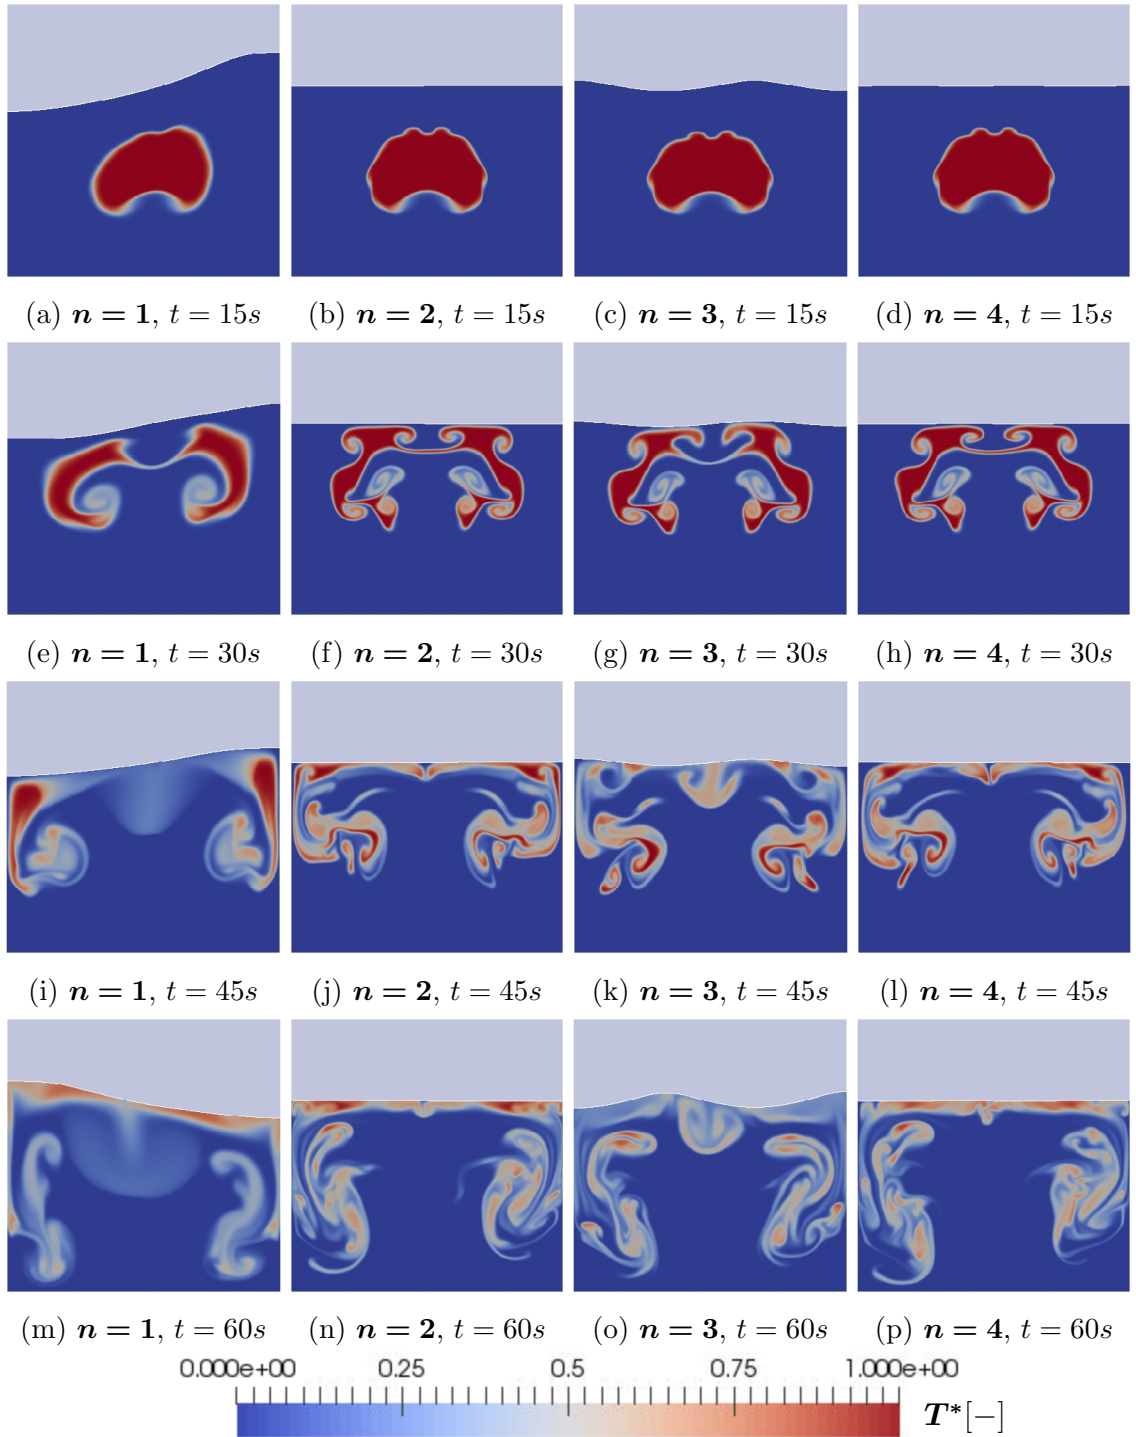 (a) n = 1, t = 15s (b) n = 2, t = 15s (c) n = 3, t = 15s (d) n = 4, t = 15s
(e) n = 1, t = 30s (f) n = 2, t = 30s (g) n = 3, t = 30s (h) n = 4, t = 30s
(i) n = 1, t = 45s (j) n = 2, t = 45s (k) n = 3, t = 45s (l) n = 4, t = 45s
(m) n = 1, t = 60s (n) n = 2, t = 60s (o) n = 3, t = 60s (p) n = 4, t = 60s
0.000e+00 0.25 0.5 0.75 1.000e+00
T*[−]